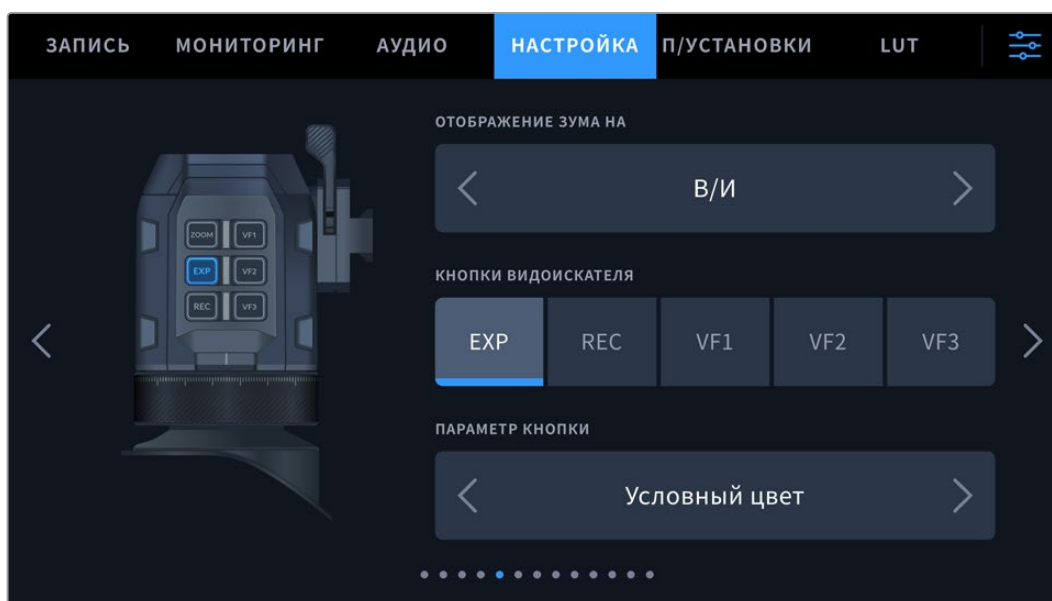 ЗАПИСЬ МОНИТОРИНГ АУДИО НАСТРОЙКА П/УСТАНОВКИ LUT
ОТОБРАЖЕНИЕ ЗУМА НА
В/И
ZOOM VF1
EXP VF2
REC VF3
КНОПКИ ВИДОИСКАТЕЛЯ
EXP REC VF1 VF2 VF3
ПАРАМЕТР КНОПКИ
Условный цвет